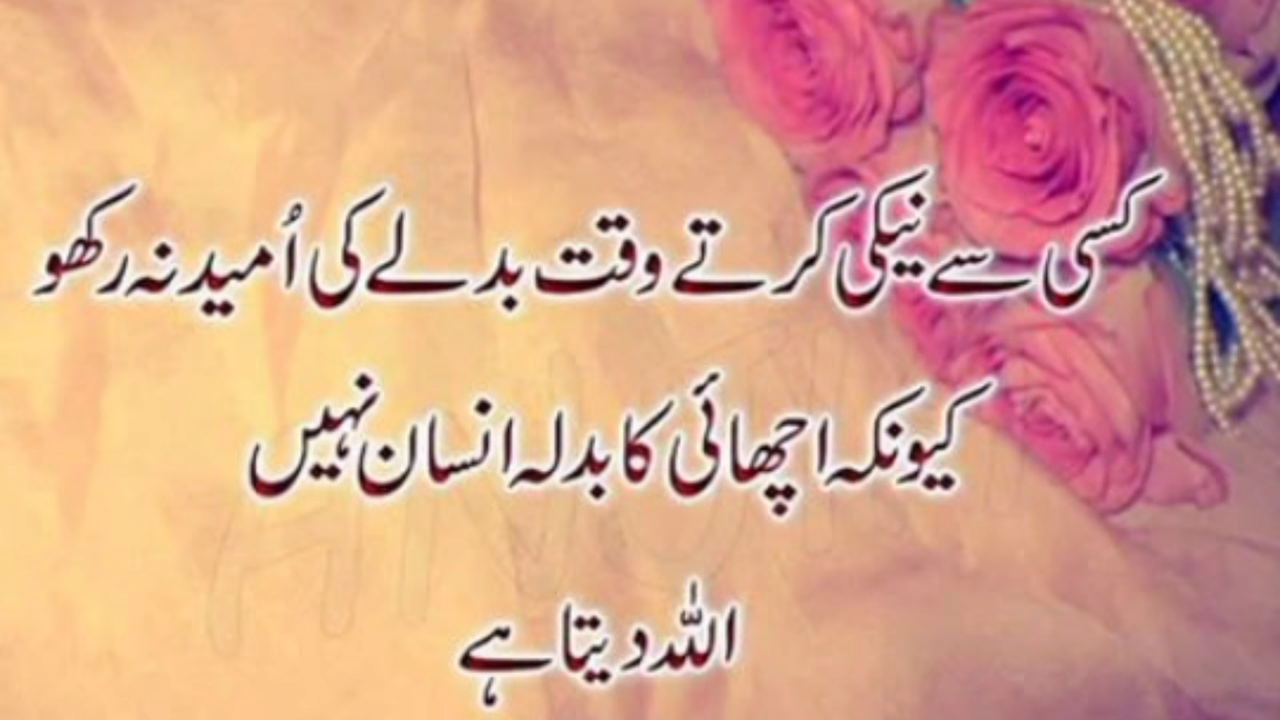 کسی سے نیکی کرتے وقت بدلے کی اُمید نہ رکھو
کیونکہ اچھائی کا بدلہ انسان نہیں
اللہ دیتا ہے